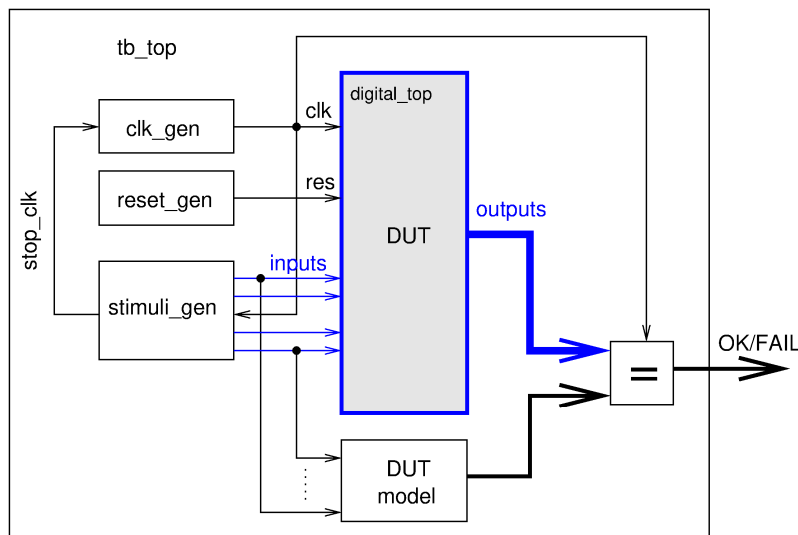 tb_top
digital_top
clk_gen
clk
reset_gen
res
stop_clk
stimuli_gen
inputs
DUT
outputs
=
OK/FAIL
DUT
model